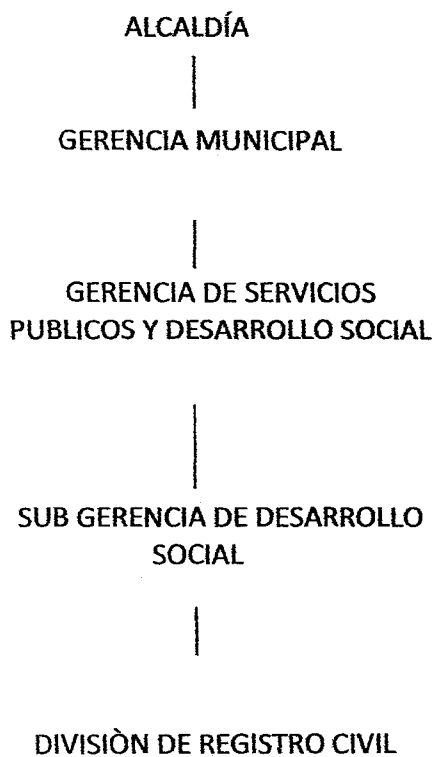 ALCALDÍA
GERENCIA MUNICIPAL
GERENCIA DE SERVICIOS
PUBLICOS Y DESARROLLO SOCIAL
SUB GERENCIA DE DESARROLLO
SOCIAL
DIVISIÒN DE REGISTRO CIVIL